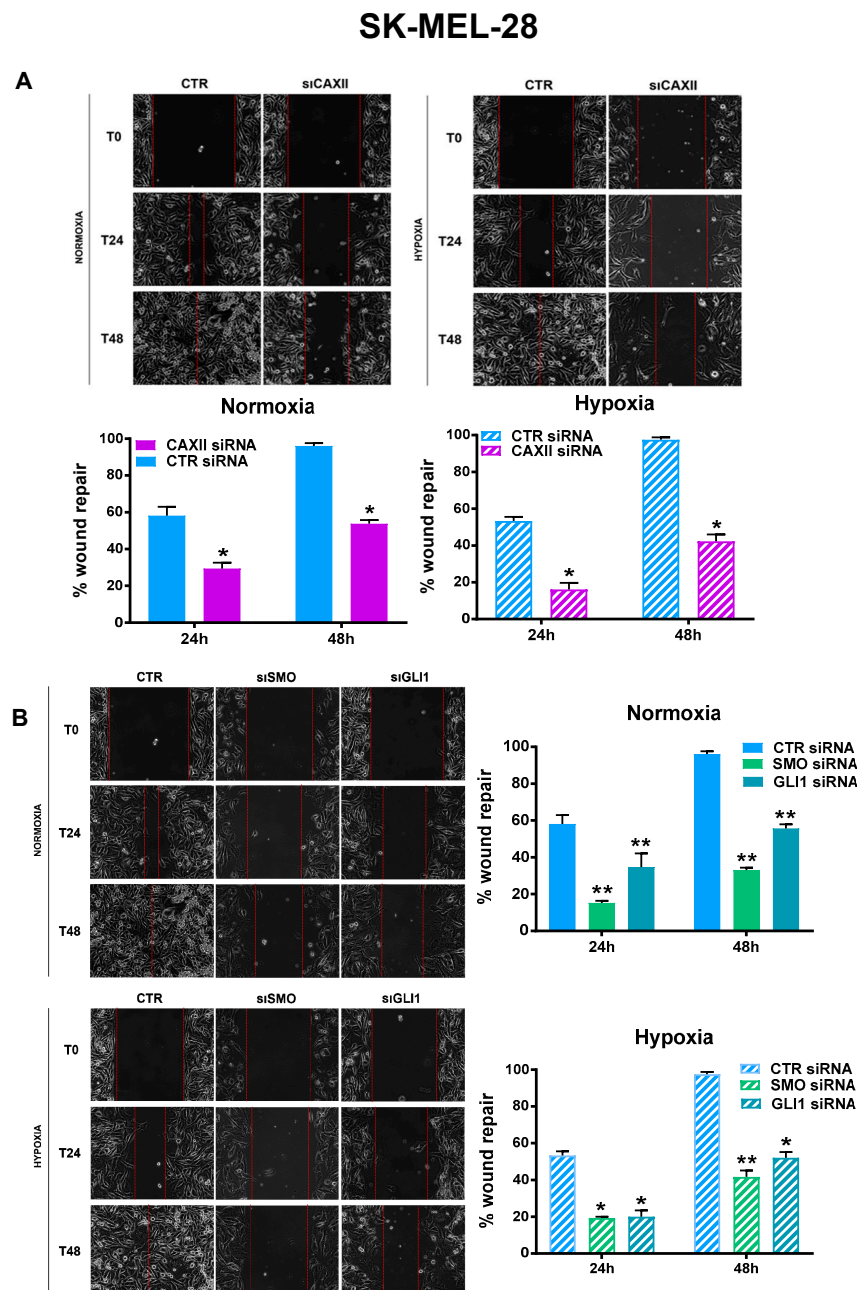 SK-MEL-28
A
CTR siCAXII
T0
T24
T48
NORMOXIA
CTR siCAXII
T0
T24
T48
HYPOXIA
Normoxia
100
80
60
40
20
0
% wound repair
CAXII siRNA
CTR siRNA
*
*
24h 48h
Hypoxia
100
80
60
40
20
0
% wound repair
CTR siRNA
CAXII siRNA
*
*
24h 48h
B
CTR siSMO siGLI1
T0
T24
T48
NORMOXIA
Normoxia
100
80
60
40
20
0
% wound repair
CTR siRNA
SMO siRNA
GLI1 siRNA
** **
** **
24h 48h
CTR siSMO siGLI1
T0
T24
T48
HYPOXIA
Hypoxia
100
80
60
40
20
0
% wound repair
CTR siRNA
SMO siRNA
GLI1 siRNA
* *
** *
24h 48h